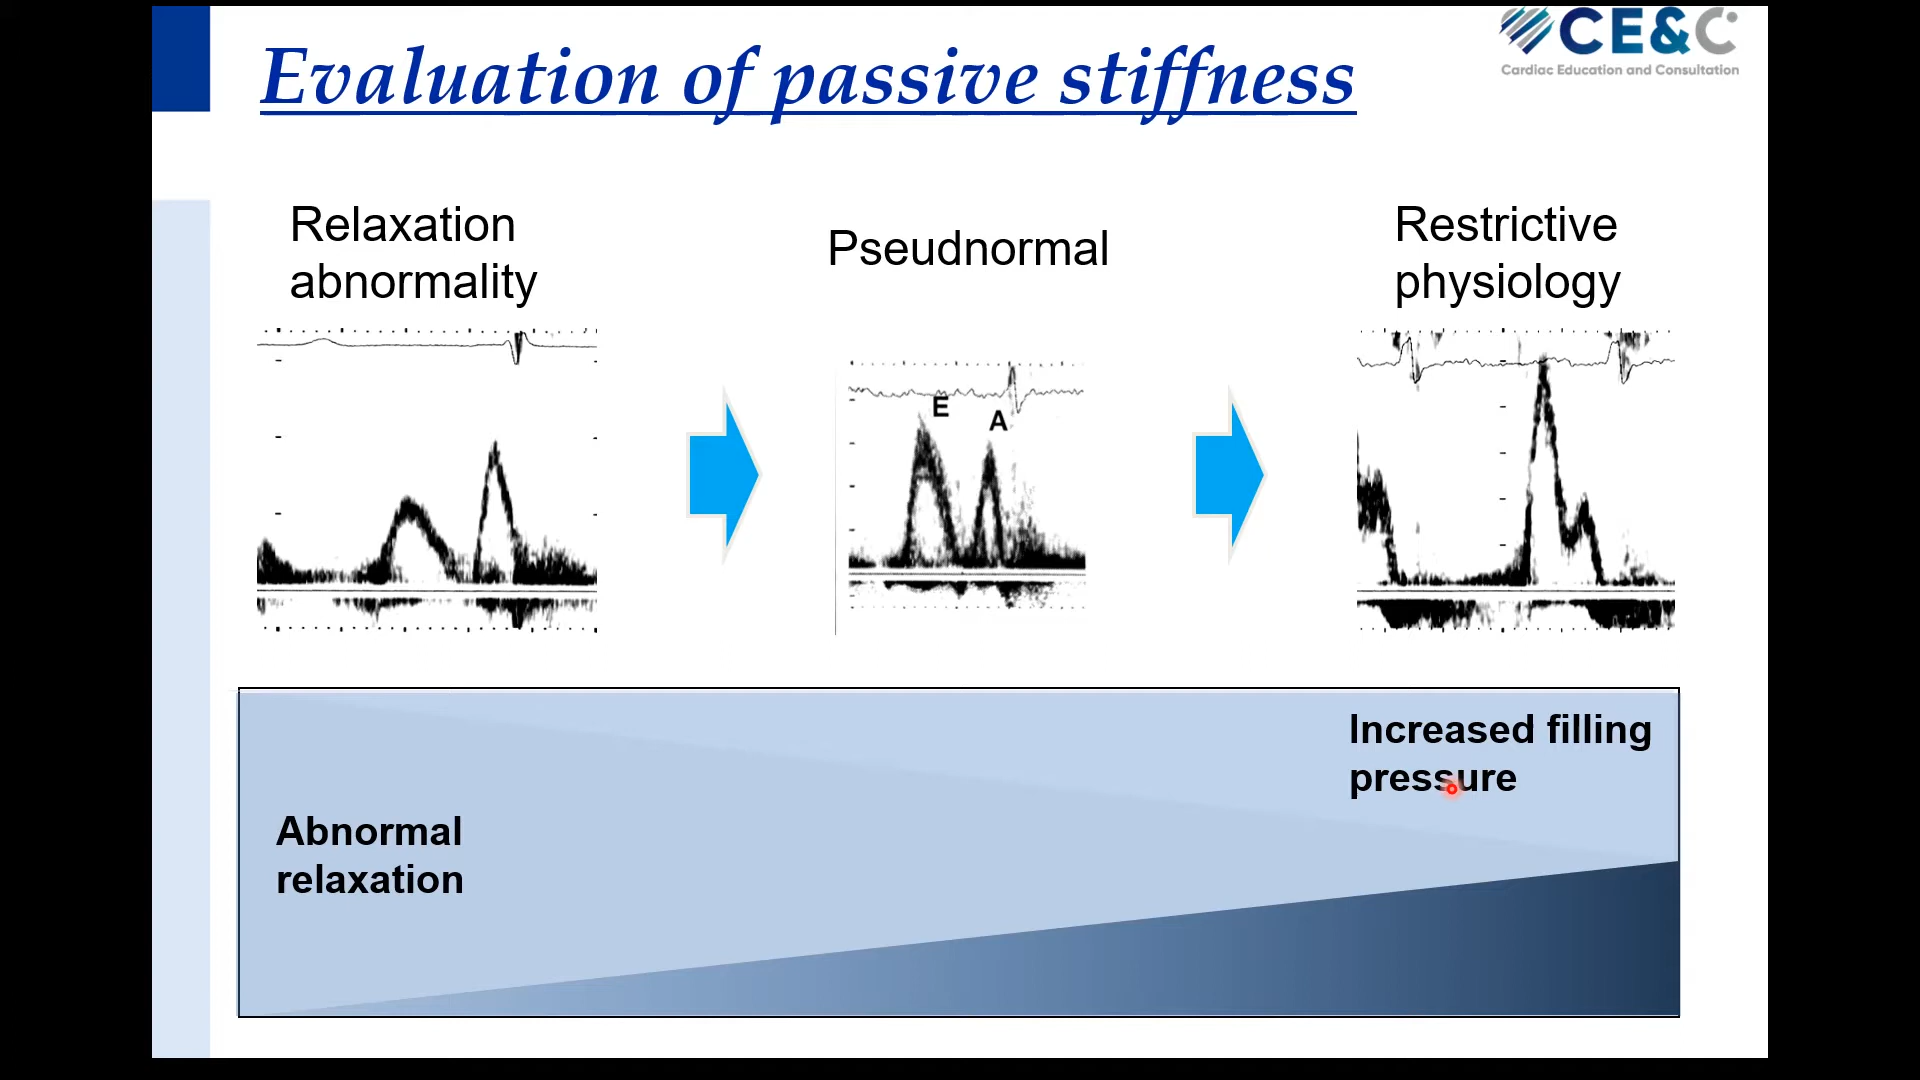 CE&C
Cardiac Education and Consultation
Evaluation of passive stiffness
Relaxation
abnormality
Pseudnormal
Restrictive
physiology
E
A
Increased filling
pressure
Abnormal
relaxation